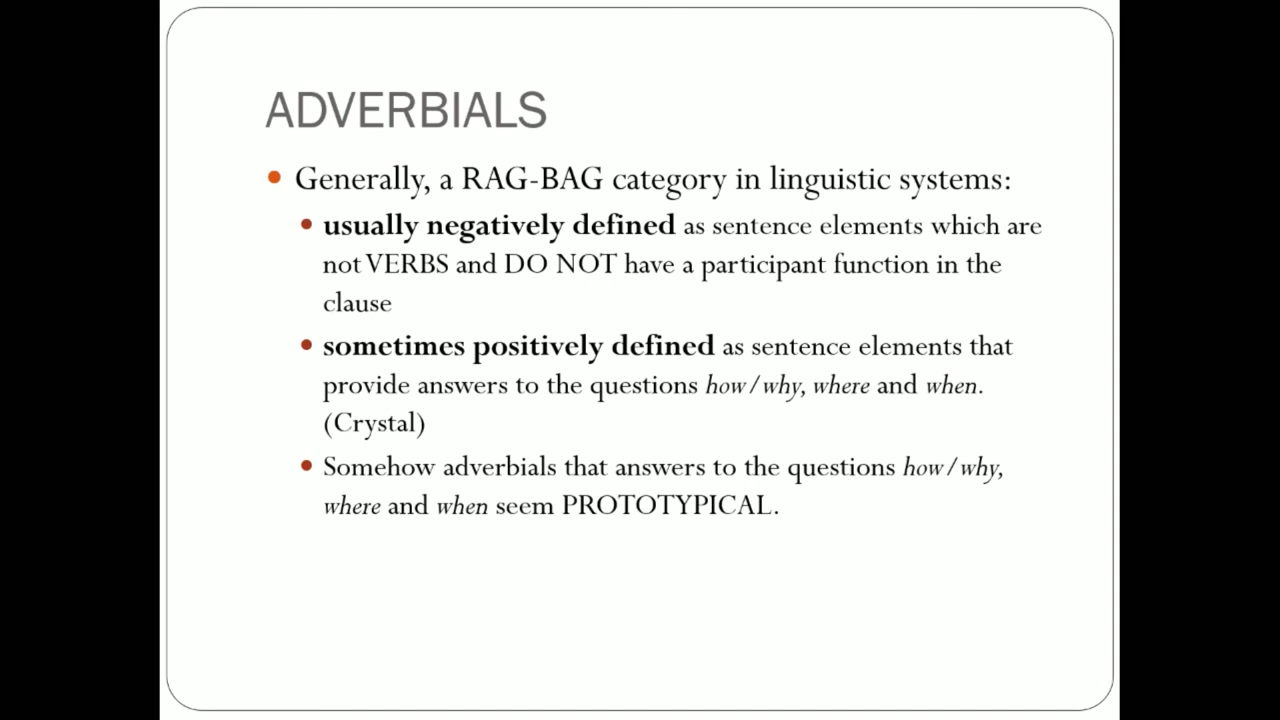 ADVERBIALS
• Generally, a RAG-BAG category in linguistic systems:
• usually negatively defined as sentence elements which are
not VERBS and DO NOT have a participant function in the
clause
• sometimes positively defined as sentence elements that
provide answers to the questions how/why, where and when.
(Crystal)
• Somehow adverbials that answers to the questions how/why,
where and when seem PROTOTYPICAL.